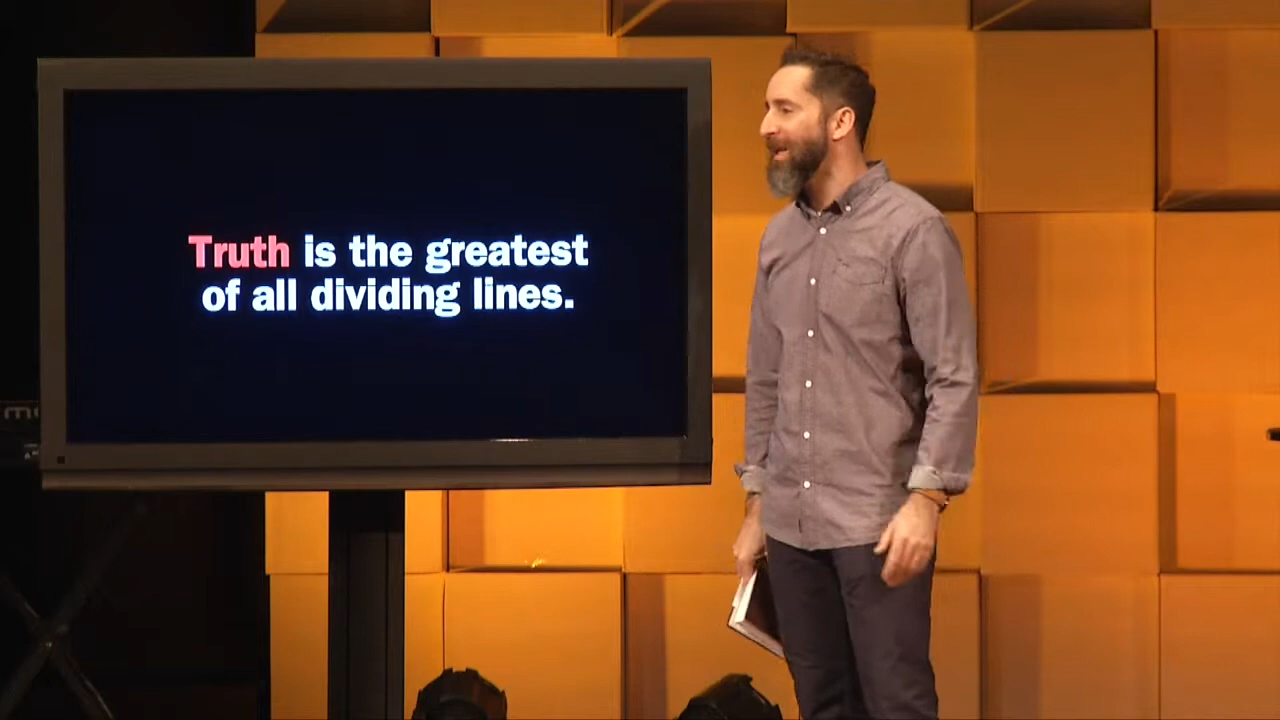 Truth is the greatest
of all dividing lines.